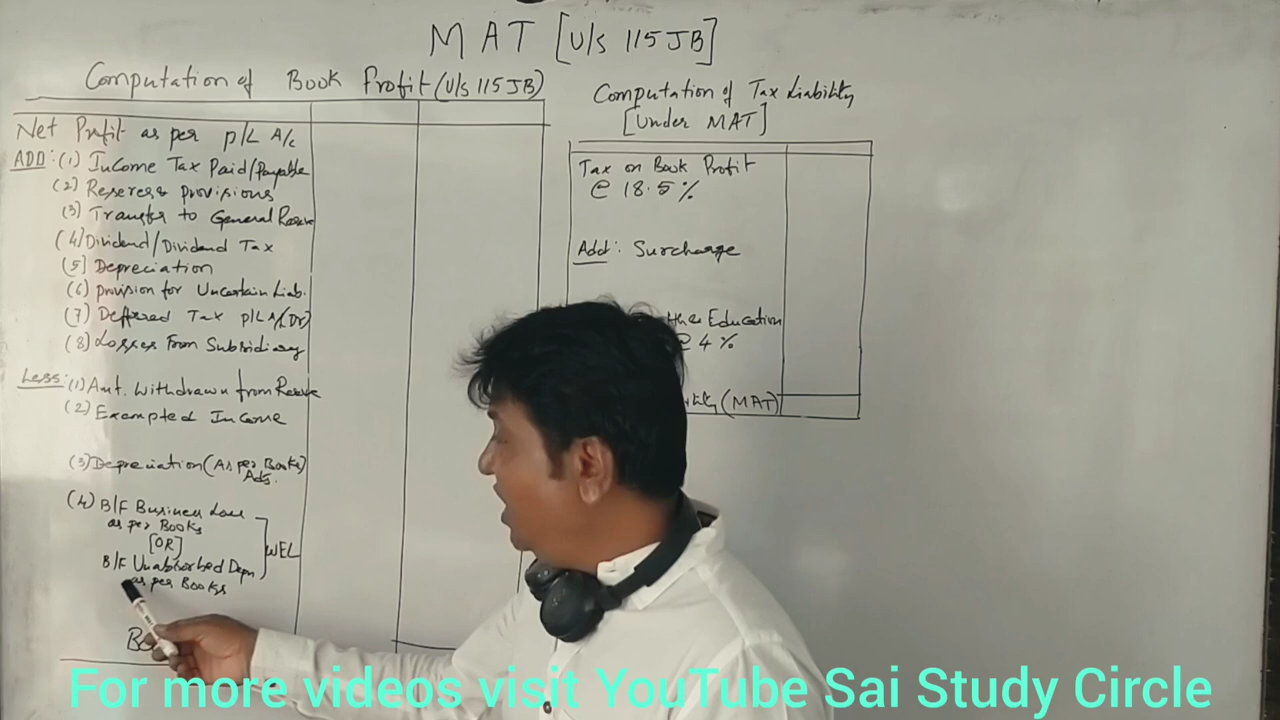 MAT [U/s 115JB]
Computation of Book Profit (U/s 115JB)
Net Profit as per P/L A/c
ADD: (1) Income Tax Paid/Payable
(2) Reserves & Provisions
(3) Transfer to General Reserve
(4) Dividend/Dividend Tax
(5) Depreciation
(6) Provision for Uncertain Liab.
(7) Deffered Tax P/L A/c (Dr)
(8) Losses From Subsidiary
Less: (1) Amt. Withdrawn from Reserve
(2) Exampted Income
(3) Depreciation (As per Books)
Ads.
(4) B/F Business Loss
as per Books
[OR]
WEL
B/F Unabsorbed Depn
as per Books
Computation of Tax Liability
[Under MAT]
Tax on Book Profit
@ 18.5%
Add: Surcharge
Education
@ 4%
(MAT)
For more videos visit YouTube Sai Study Circle